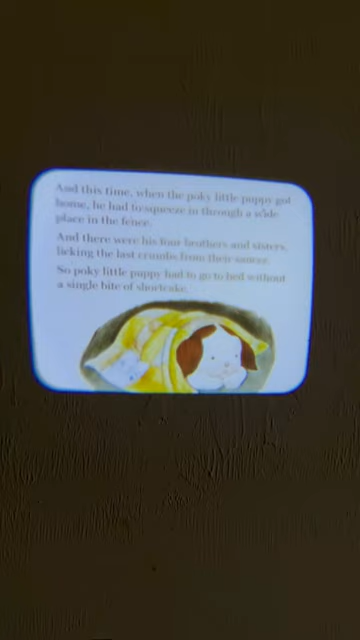 And this time, when the poky little puppy got
home, he had to squeeze in through a wide
place in the fence.
And there were his four brothers and sisters,
licking the last crumbs from their saucer.
So poky little puppy had to go to bed without
a single bite of shortcake.